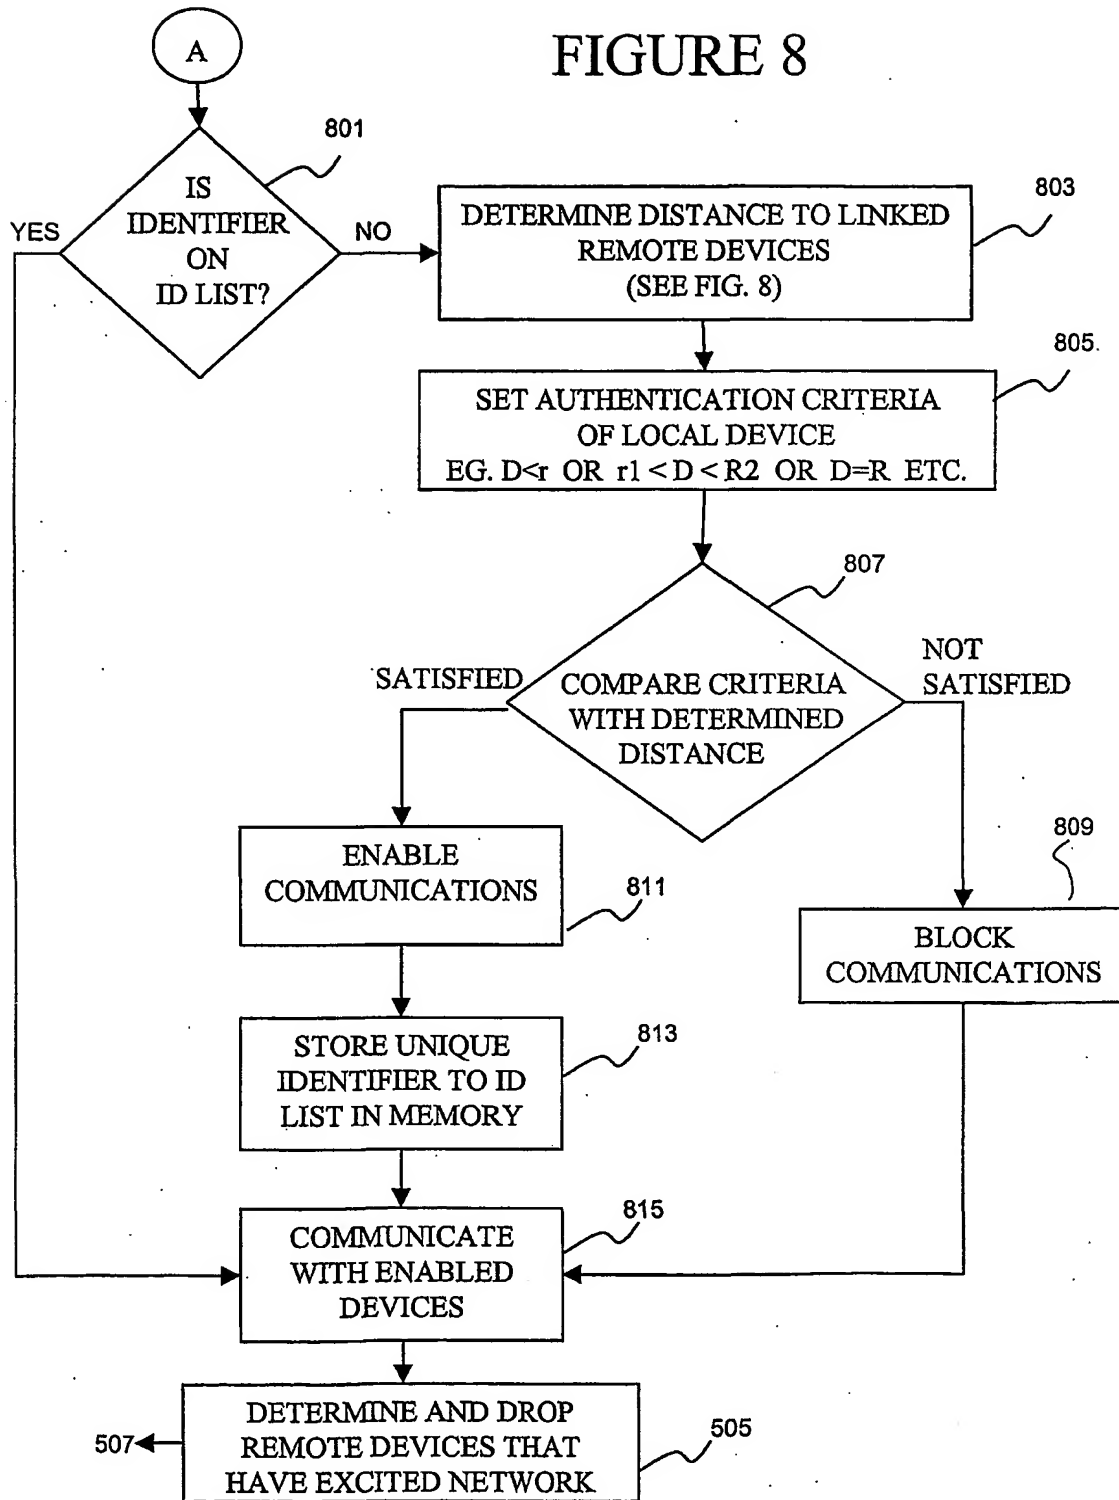 FIGURE 8
A
801
IS
IDENTIFIER
ON
ID LIST?
YES
NO
803
DETERMINE DISTANCE TO LINKED
REMOTE DEVICES
(SEE FIG. 8)
805.
SET AUTHENTICATION CRITERIA
OF LOCAL DEVICE
EG. D<r OR r1 <D < R2 OR D=R ETC.
807
COMPARE CRITERIA
WITH DETERMINED
DISTANCE
SATISFIED
NOT
SATISFIED
809
BLOCK
COMMUNICATIONS
ENABLE
COMMUNICATIONS
811
STORE UNIQUE
IDENTIFIER TO ID
LIST IN MEMORY
813
COMMUNICATE
WITH ENABLED
DEVICES
815
DETERMINE AND DROP
REMOTE DEVICES THAT
HAVE EXCITED NETWORK
505
507